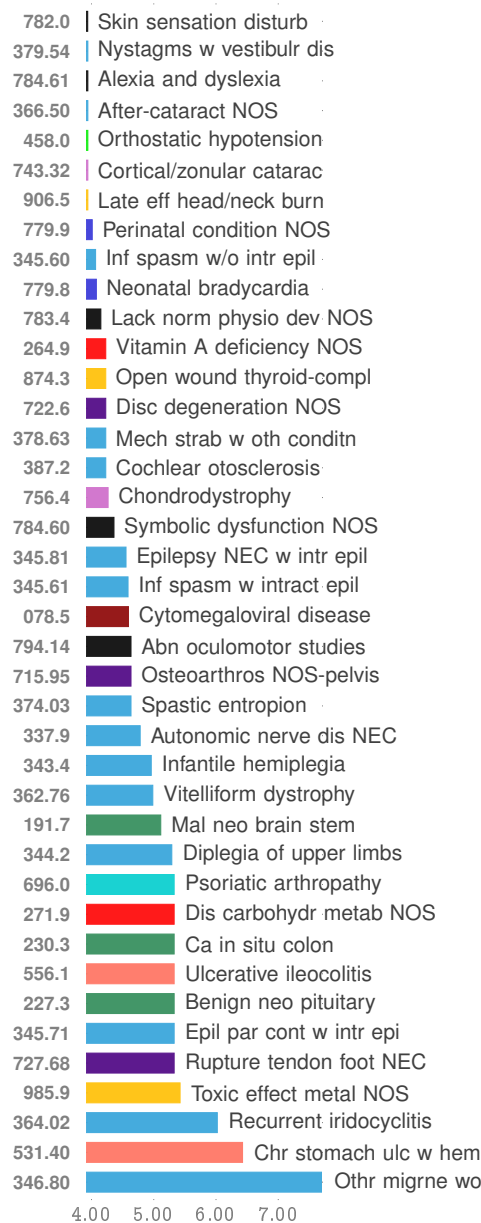 782.0 Skin sensation disturb
379.54 Nystagms w vestibulr dis
784.61 Alexia and dyslexia
366.50 After-cataract NOS
458.0 Orthostatic hypotension
743.32 Cortical/zonular catarac
906.5 Late eff head/neck burn
779.9 Perinatal condition NOS
345.60 Inf spasm w/o intr epil
779.8 Neonatal bradycardia
783.4 Lack norm physio dev NOS
264.9 Vitamin A deficiency NOS
874.3 Open wound thyroid-compl
722.6 Disc degeneration NOS
378.63 Mech strab w oth conditn
387.2 Cochlear otosclerosis
756.4 Chondrodystrophy
784.60 Symbolic dysfunction NOS
345.81 Epilepsy NEC w intr epil
345.61 Inf spasm w intract epil
078.5 Cytomegaloviral disease
794.14 Abn oculomotor studies
715.95 Osteoarthros NOS-pelvis
374.03 Spastic entropion
337.9 Autonomic nerve dis NEC
343.4 Infantile hemiplegia
362.76 Vitelliform dystrophy
191.7 Mal neo brain stem
344.2 Diplegia of upper limbs
696.0 Psoriatic arthropathy
271.9 Dis carbohydr metab NOS
230.3 Ca in situ colon
556.1 Ulcerative ileocolitis
227.3 Benign neo pituitary
345.71 Epil par cont w intr epi
727.68 Rupture tendon foot NEC
985.9 Toxic effect metal NOS
364.02 Recurrent iridocyclitis
531.40 Chr stomach ulc w hem
346.80 Othr migrne wo
4.00 5.00 6.00 7.00